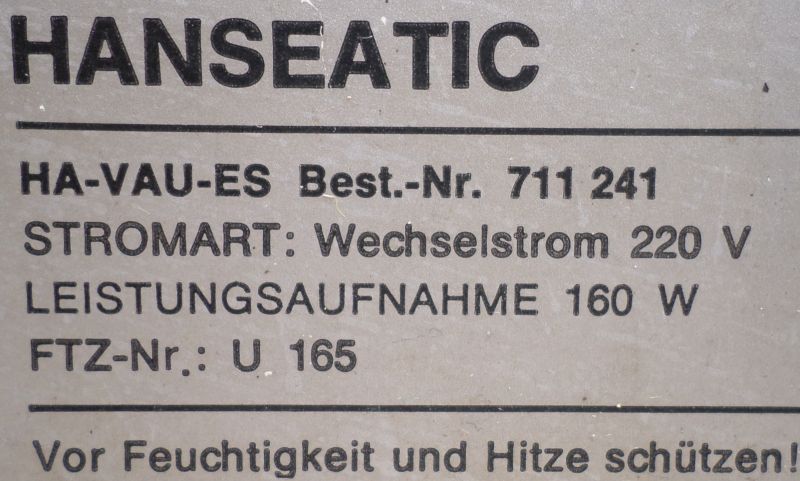 HANSEATIC
HA-VAU-ES Best.-Nr. 711 241
STROMART: Wechselstrom 220 V
LEISTUNGSAUFNAHME 160 W
FTZ-Nr.: U 165
Vor Feuchtigkeit und Hitze schützen!